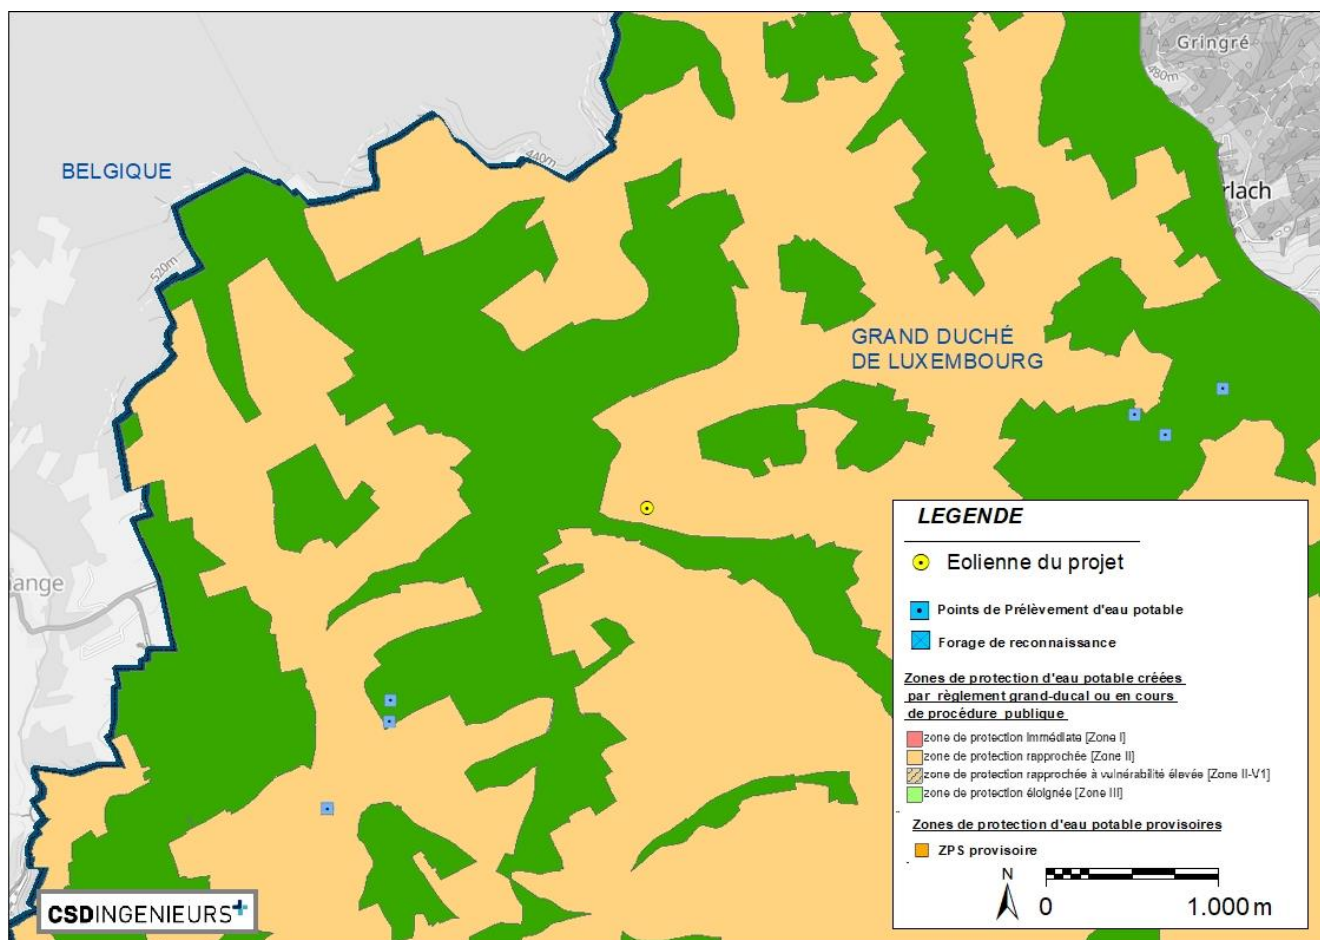 Gringré
480m
440m
BELGIQUE
rlach
520m
GRAND DUCHÉ
DE LUXEMBOURG
ange
LEGENDE
Eolienne du projet
Points de Prélèvement d'eau potable
Forage de reconnaissance
Zones de protection d'eau potable créées
par règlement grand-ducal ou en cours
de procédure publique
zone de protection immédiate [Zone I]
zone de protection rapprochée [Zone II]
zone de protection rapprochée à vulnérabilité élevée [Zone II-V1]
zone de protection éloignée [Zone III]
Zones de protection d'eau potable provisoires
ZPS provisoire
N
0 1.000 m
CSDINGENIEURS+